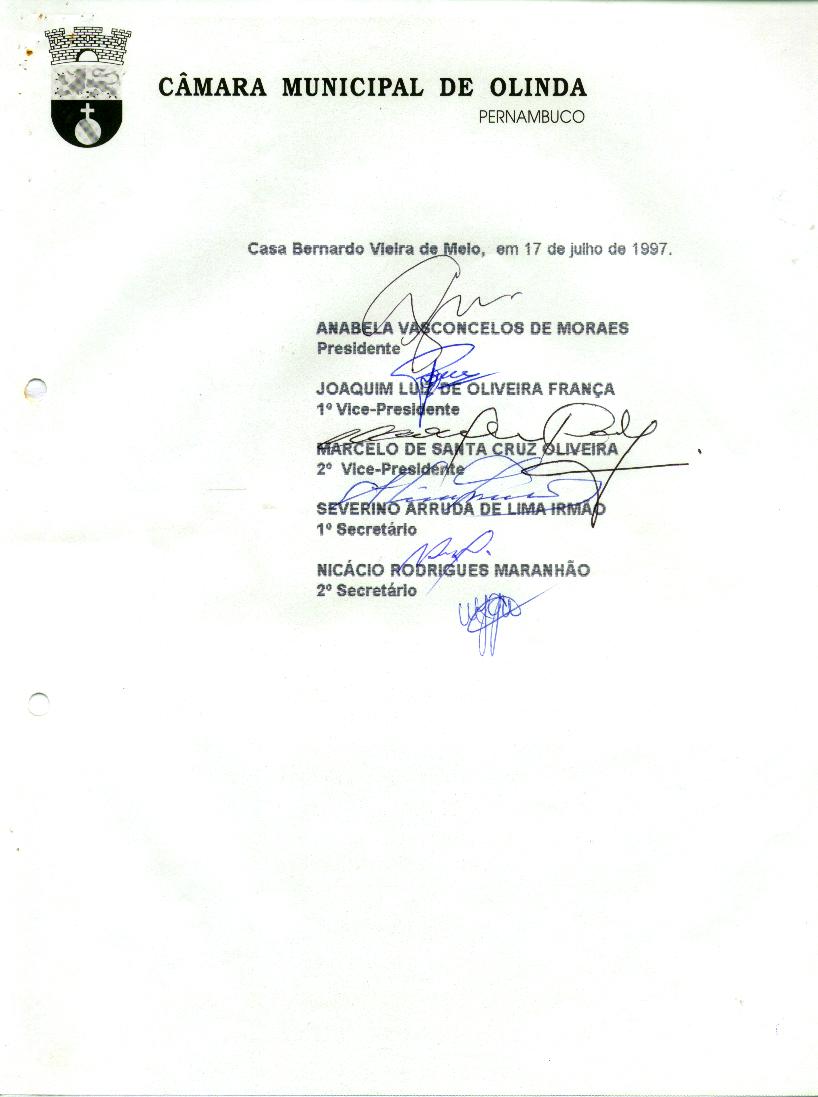 CÂMARA MUNICIPAL DE OLINDA
PERNAMBUCO
Casa Bernardo Vieira de Melo, em 17 de julho de 1997.
ANABELA VASCONCELOS DE MORAES
Presidente
JOAQUIM LUIZ DE OLIVEIRA FRANÇA
1º Vice-Presidente
MARCELO DE SANTA CRUZ OLIVEIRA
2º Vice-Presidente
SEVERINO ARRUDA DE LIMA IRMÃO
1º Secretário
NICÁCIO RODRIGUES MARANHÃO
2º Secretário